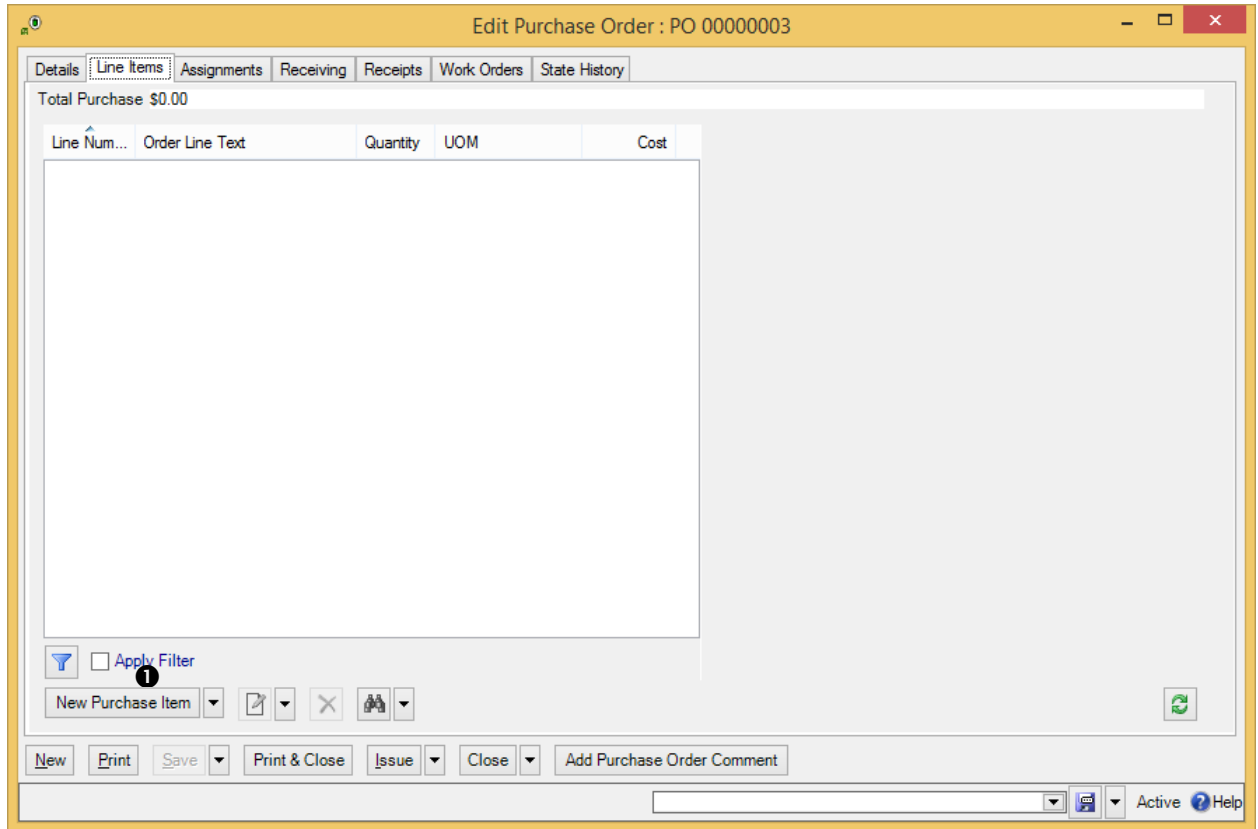 Edit Purchase Order : PO 00000003
Details Line Items Assignments Receiving Receipts Work Orders State History
Total Purchase $0.00
Line Num... Order Line Text Quantity UOM Cost
Apply Filter
❶
New Purchase Item
New Print Save Print & Close Issue Close Add Purchase Order Comment
Active Help